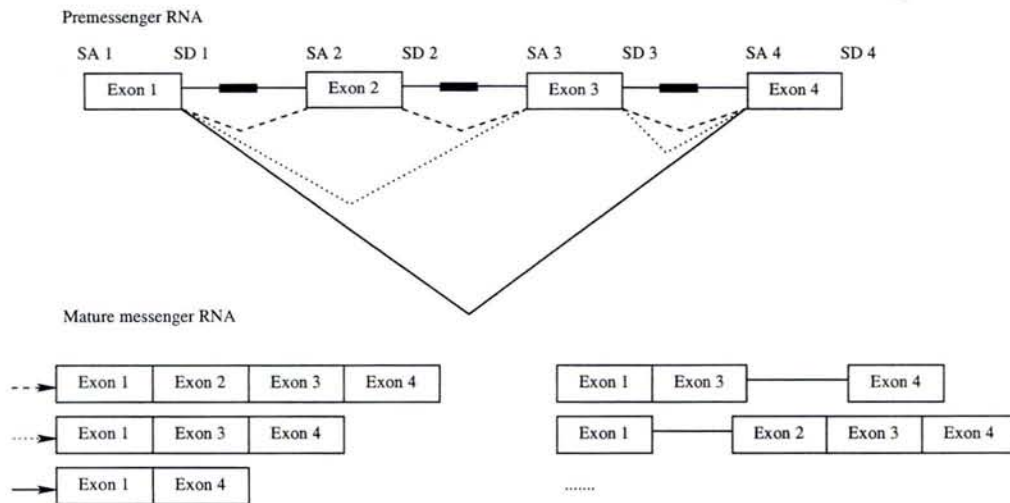 Premessenger RNA
SA 1 SD 1 SA 2 SD 2 SA 3 SD 3 SA 4 SD 4
Exon 1 Exon 2 Exon 3 Exon 4
Mature messenger RNA
Exon 1 Exon 2 Exon 3 Exon 4
Exon 1 Exon 3 Exon 4
Exon 1 Exon 3 Exon 4
Exon 1 Exon 2 Exon 3 Exon 4
Exon 1 Exon 4
.......